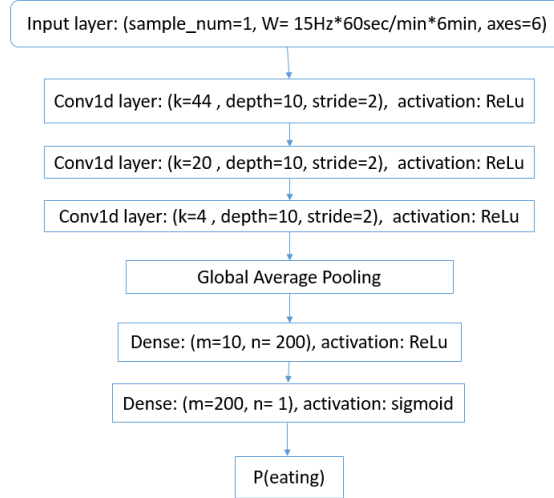 Input layer: (sample_num=1, W= 15Hz*60sec/min*6min, axes=6)
Conv1d layer: (k=44 , depth=10, stride=2), activation: ReLu
Conv1d layer: (k=20 , depth=10, stride=2), activation: ReLu
Conv1d layer: (k=4 , depth=10, stride=2), activation: ReLu
Global Average Pooling
Dense: (m=10, n= 200), activation: ReLu
Dense: (m=200, n= 1), activation: sigmoid
P(eating)